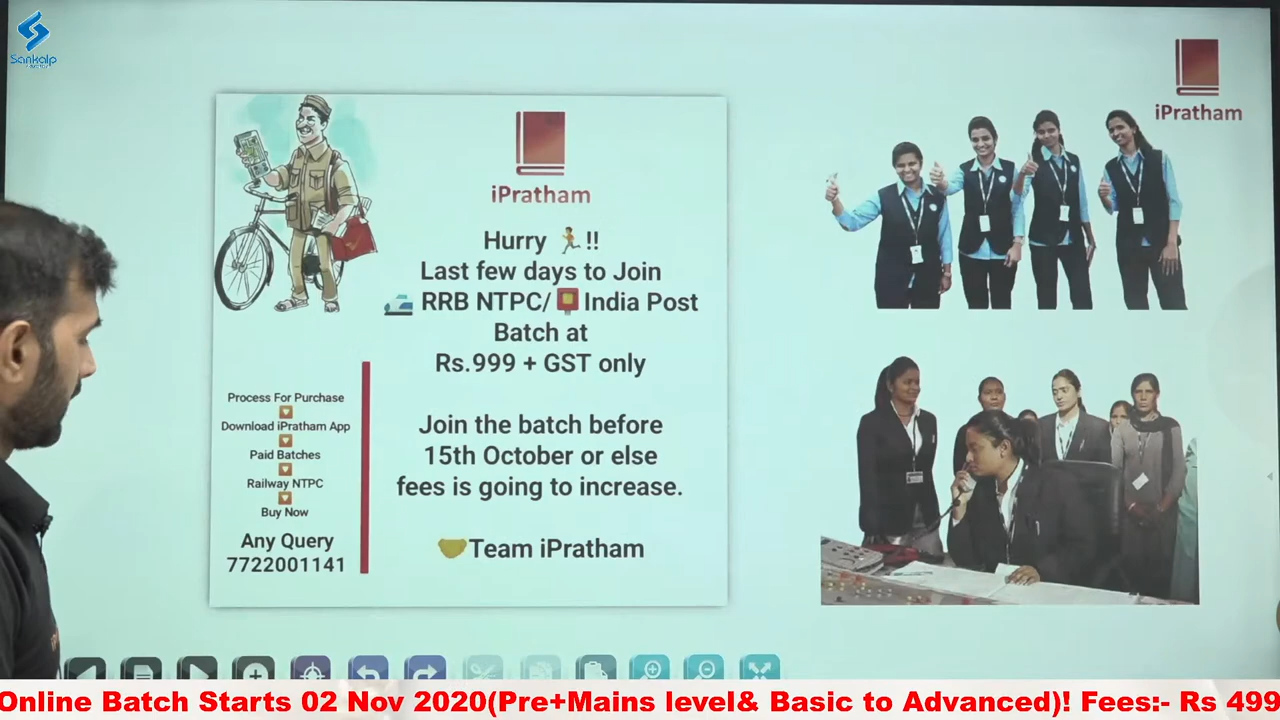 Sankalp
iPratham
iPratham
Hurry !!
Last few days to Join
RRB NTPC/ India Post
Batch at
Rs.999 + GST only
Join the batch before
15th October or else
fees is going to increase.
Team iPratham
Process For Purchase
Download iPratham App
Paid Batches
Railway NTPC
Buy Now
Any Query
7722001141
Online Batch Starts 02 Nov 2020(Pre+Mains level& Basic to Advanced)! Fees:- Rs 499